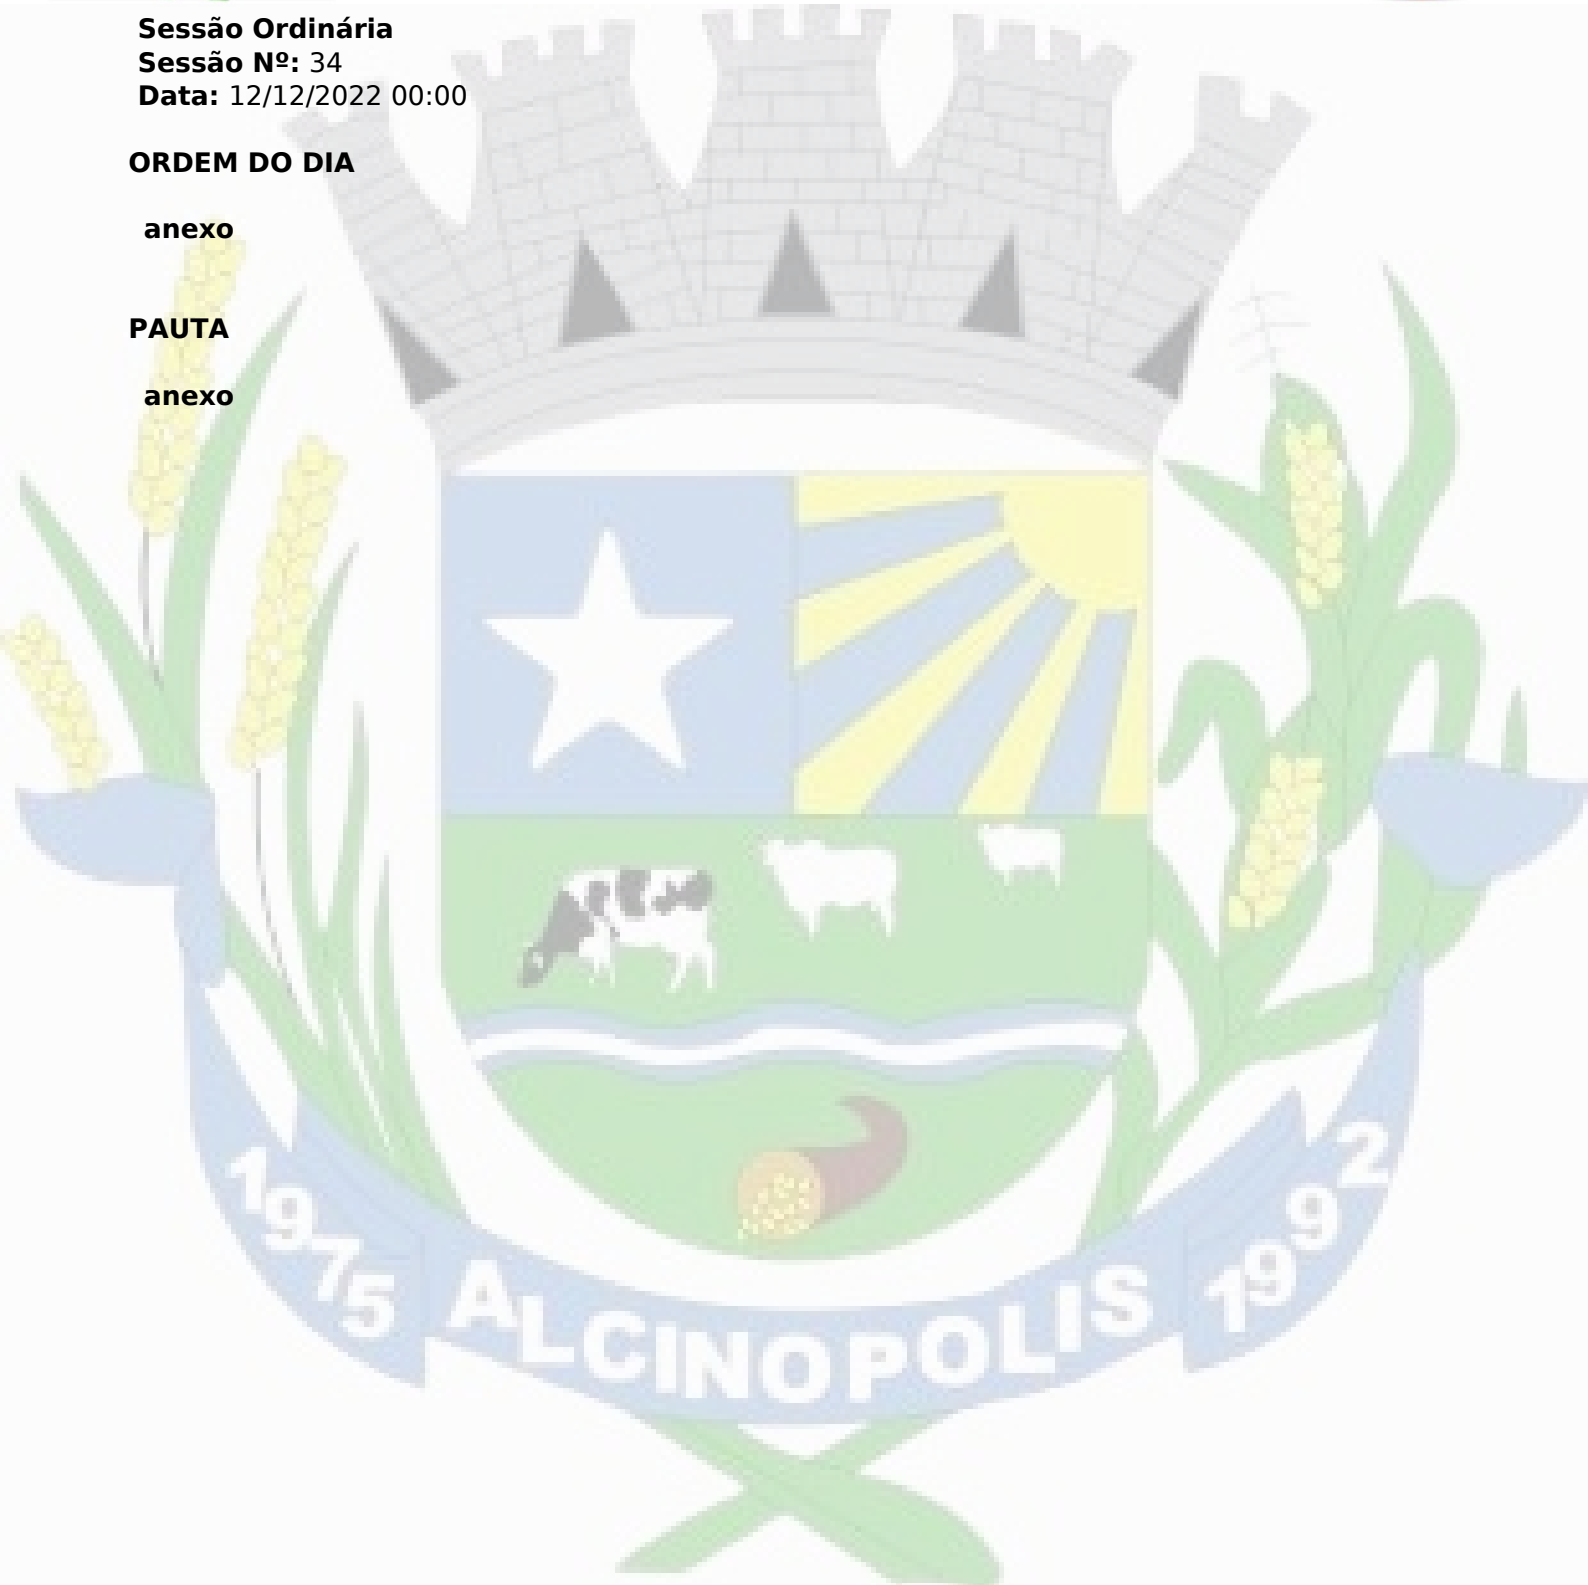 Sessão Ordinária
Sessão Nº: 34
Data: 12/12/2022 00:00
ORDEM DO DIA
anexo
PAUTA
anexo
1975 ALCINOPOLIS 1992